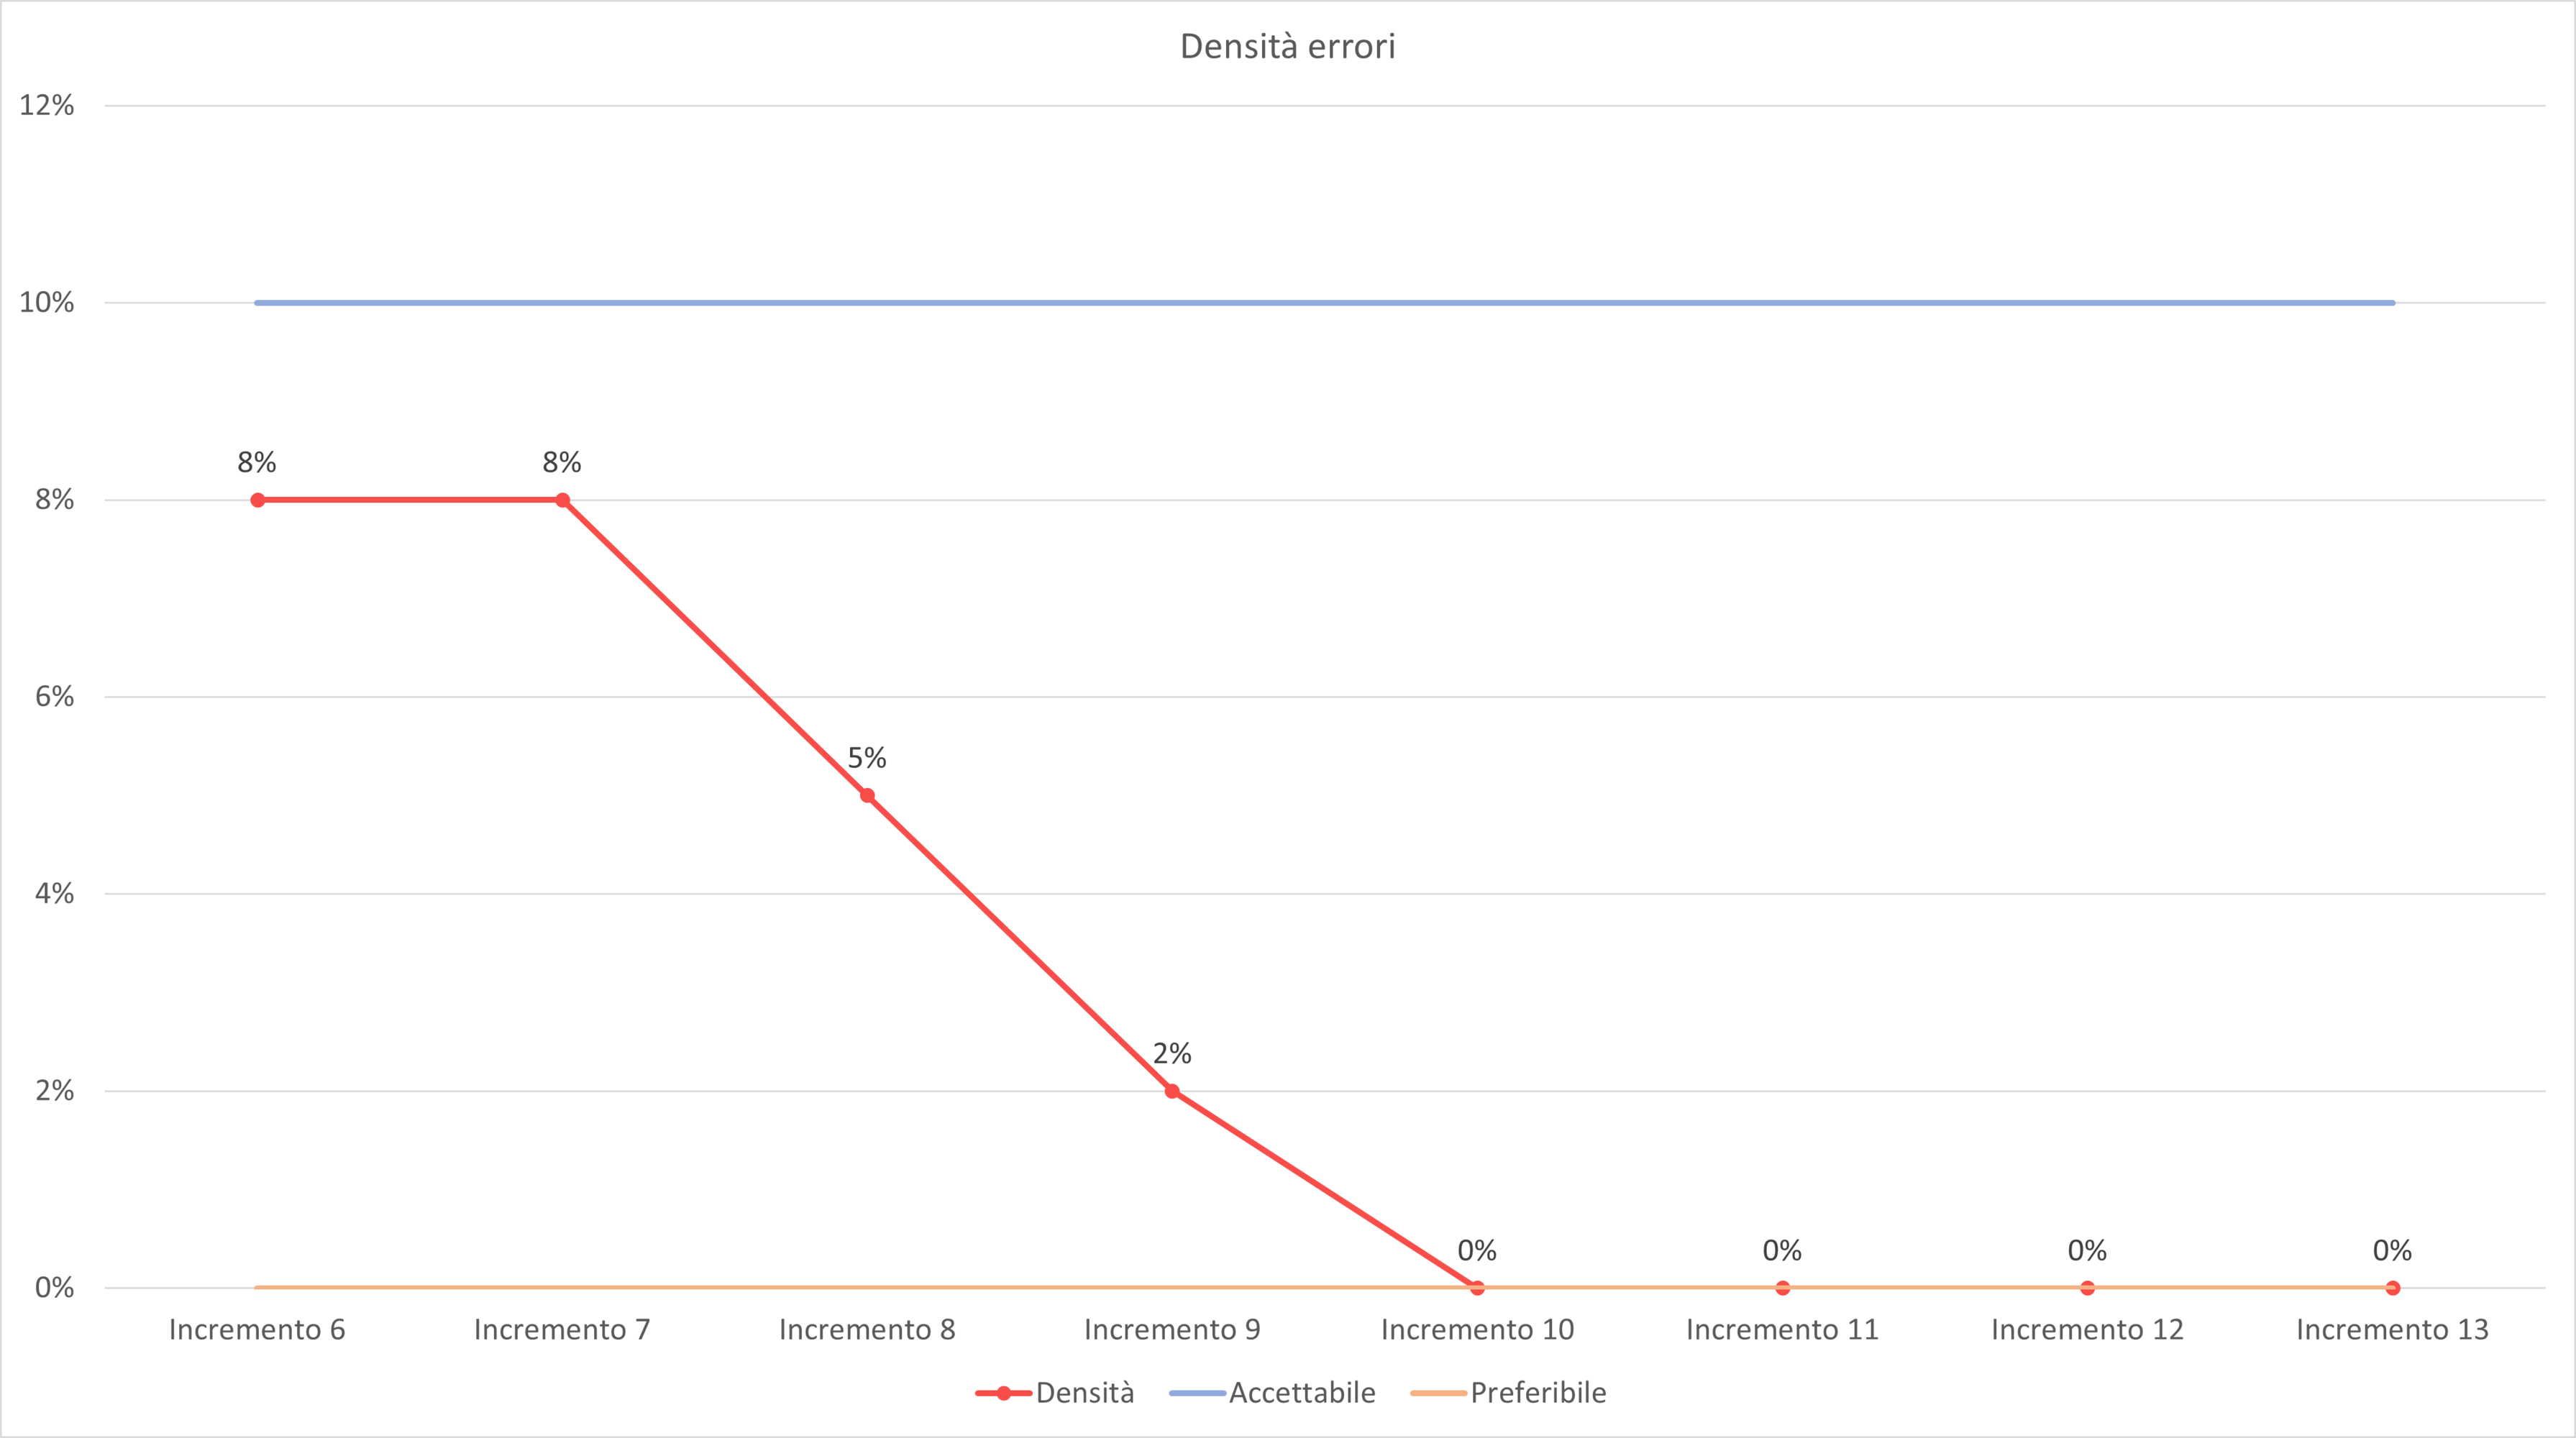 Densità errori
12%
10%
8% 8%
8%
6%
5%
4%
2%
2%
0% 0% 0% 0%
0%
Incremento 6 Incremento 7 Incremento 8 Incremento 9 Incremento 10 Incremento 11 Incremento 12 Incremento 13
Densità Accettabile Preferibile